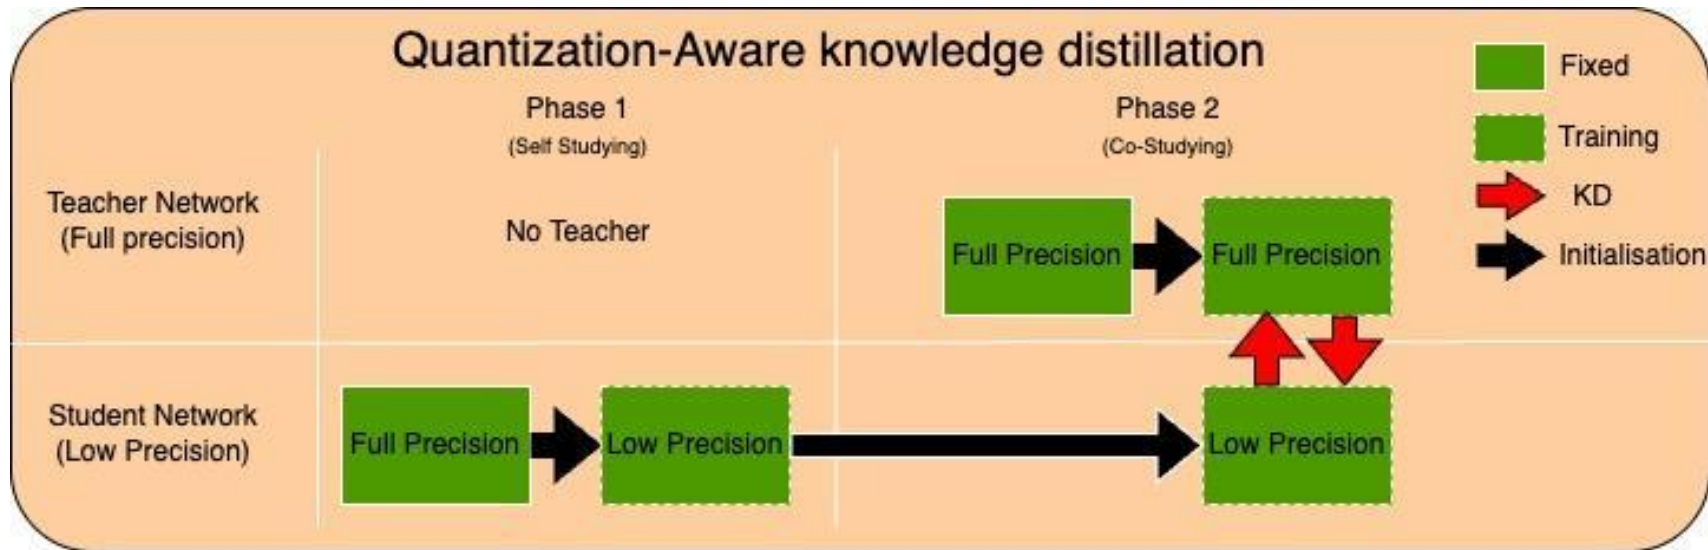 Quantization-Aware knowledge distillation
Phase 1
(Self Studying)
Phase 2
(Co-Studying)
Fixed
Training
KD
Initialisation
Teacher Network
(Full precision)
No Teacher
Full Precision
Full Precision
Student Network
(Low Precision)
Full Precision
Low Precision
Low Precision